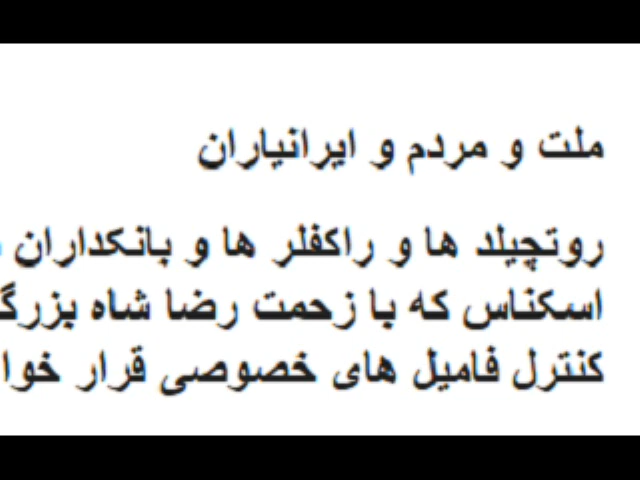 ملت و مردم و ایرانیاران
روتچیلد ها و راکفلر ها و بانکداران
اسکناس که با زحمت رضا شاه بزرگ
کنترل فامیل های خصوصی قرار خوا